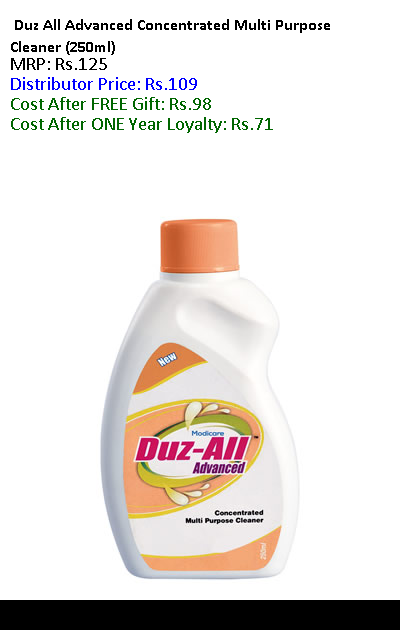 Duz All Advanced Concentrated Multi Purpose
Cleaner (250ml)
MRP: Rs.125
Distributor Price: Rs.109
Cost After FREE Gift: Rs.98
Cost After ONE Year Loyalty: Rs.71
New
Modicare
Duz-All
Advanced
Concentrated
Multi Purpose Cleaner
250ml